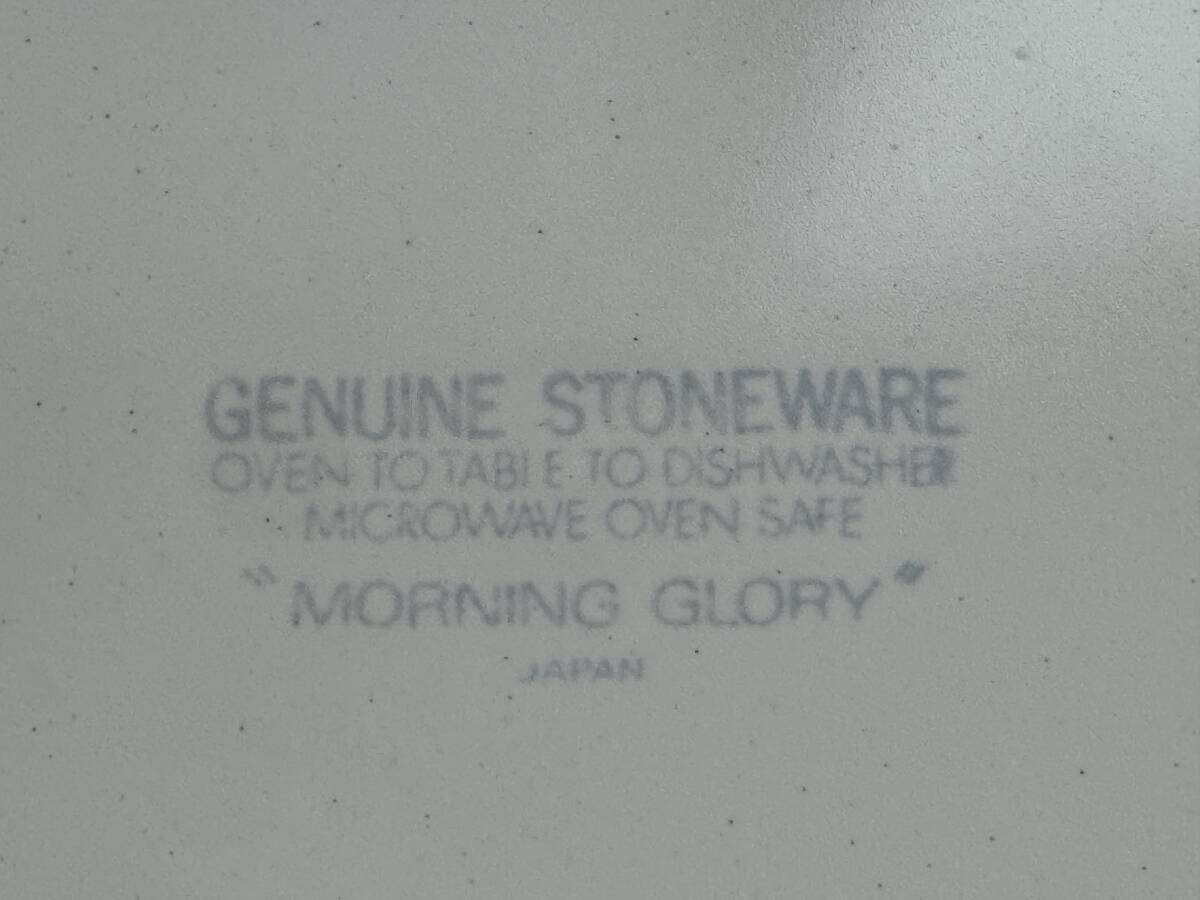 GENUINE STONEWARE
OVEN TO TABLE TO DISHWASHER
MICROWAVE OVEN SAFE
"MORNING GLORY"
JAPAN